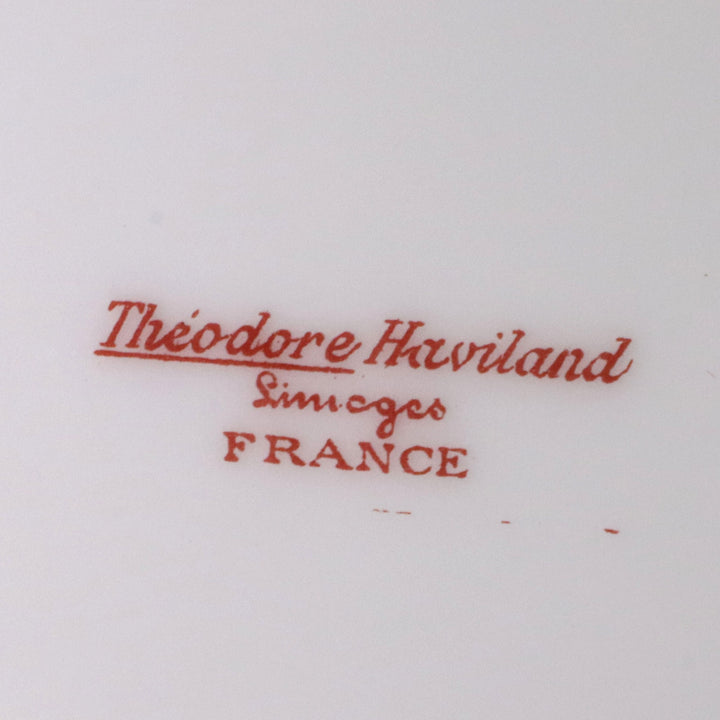 Théodore Haviland
Limoges
FRANCE